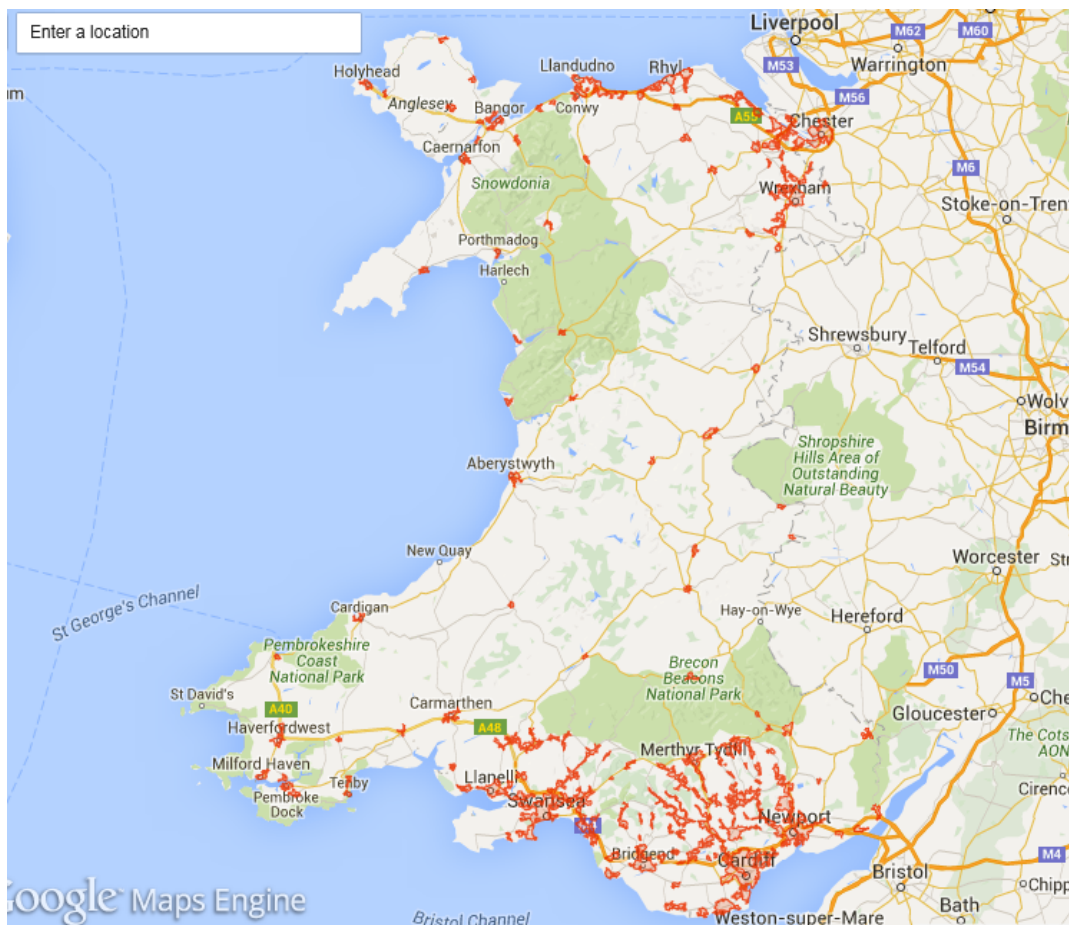 Enter a location
Liverpool
M62
M60
Warrington
M53
Llandudno
Rhyl
Holyhead
Anglesey
Bangor
Conwy
M56
A55
Chester
Caernarfon
M6
Snowdonia
Wrexham
Stoke-on-Trent
Porthmadog
Harlech
Shrewsbury
Telford
M54
Wolv
Birm
Shropshire
Hills Area of
Outstanding
Natural Beauty
Aberystwyth
New Quay
Worcester
Str
St George's Channel
Cardigan
Hay-on-Wye
Hereford
Pembrokeshire
Coast
National Park
Brecon
Beacons
National Park
M50
M5
St David's
A40
Carmarthen
A48
Che
Gloucester
Haverfordwest
Merthyr Tydfil
The Cots
AON
Milford Haven
Tenby
Llanelli
Pembroke
Dock
Swansea
Newport
Cirenc
Bridgend
Cardiff
M4
Bristol
Chipp
Google Maps Engine
Bristol Channel
Weston-super-Mare
Bath